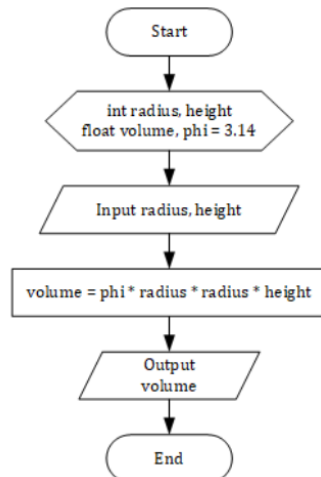 Start
int radius, height
float volume, phi = 3.14
Input radius, height
volume = phi * radius * radius * height
Output
volume
End